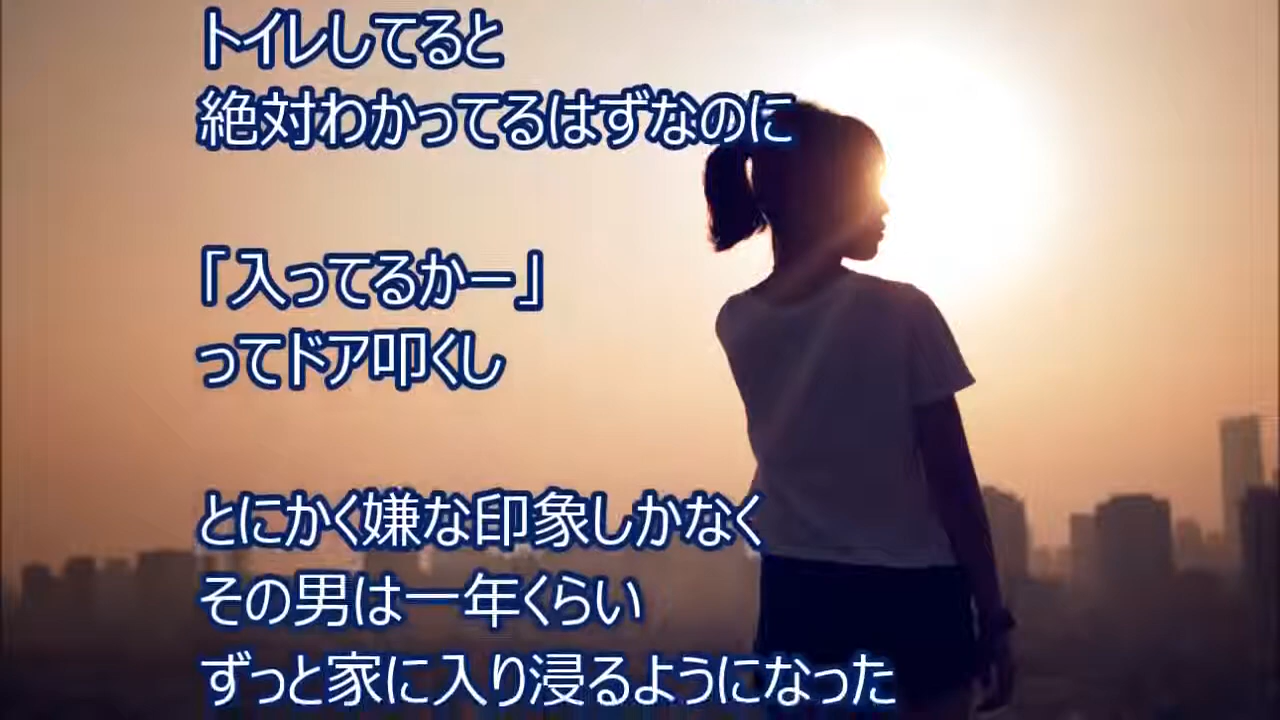 トイレしてると
絶対わかってるはずなのに
「入ってるかー」
ってドア叩くし
とにかく嫌な印象しかなく
その男は一年くらい
ずっと家に入り浸るようになった